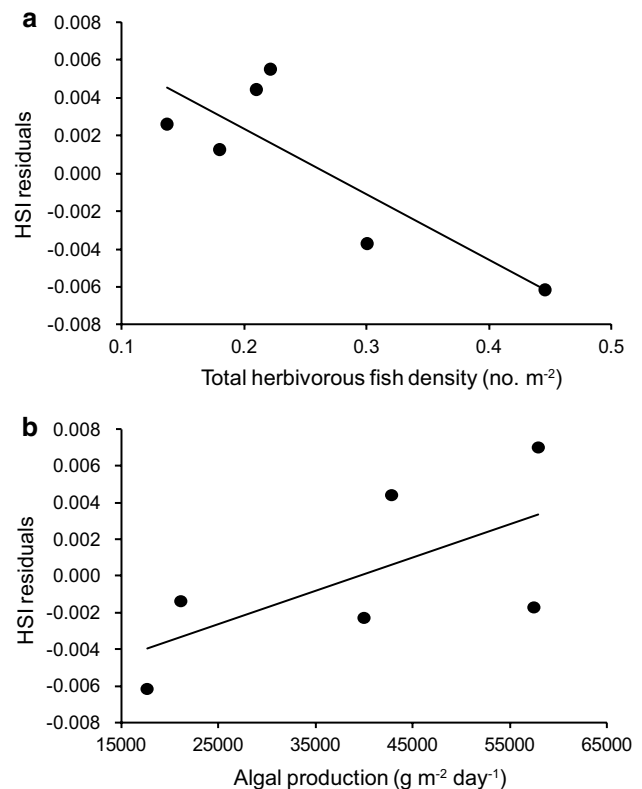 a
0.008
0.006
0.004
0.002
0.000
-0.002
-0.004
-0.006
-0.008
HSI residuals
0.1 0.2 0.3 0.4 0.5
Total herbivorous fish density (no. m⁻²)
b
0.008
0.006
0.004
0.002
0.000
-0.002
-0.004
-0.006
-0.008
HSI residuals
15000 25000 35000 45000 55000 65000
Algal production (g m⁻² day⁻¹)